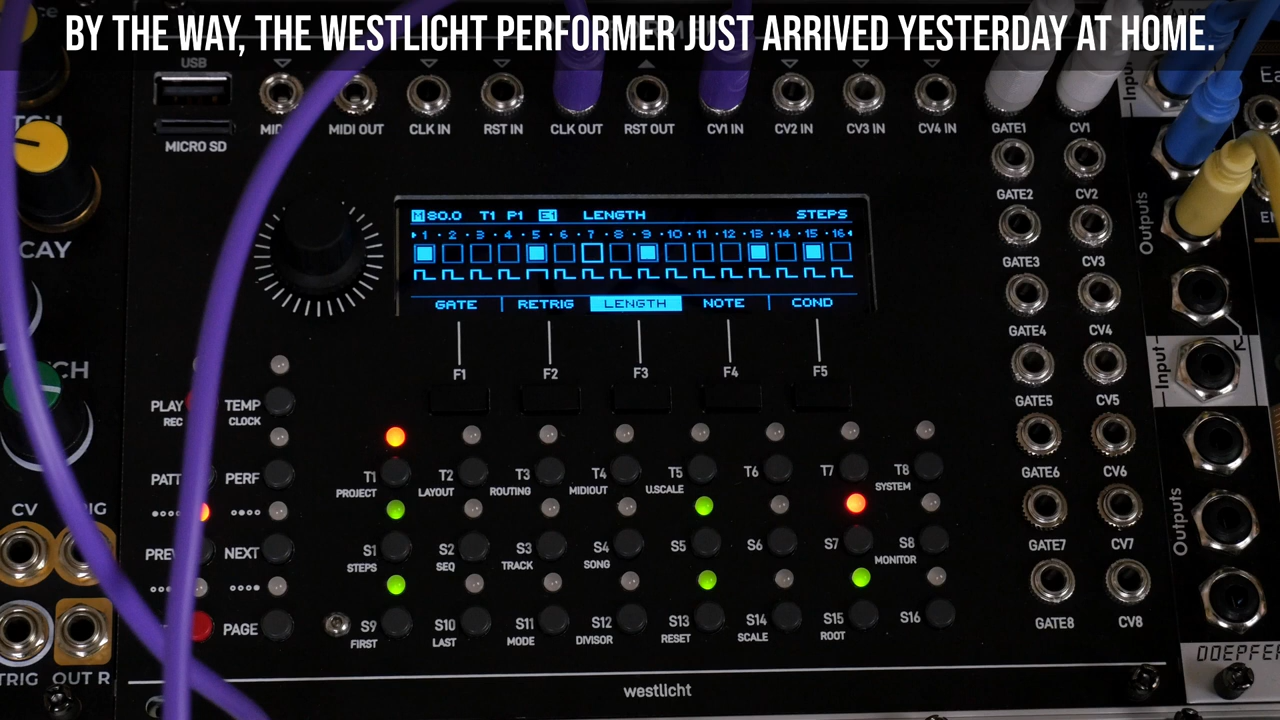 BY THE WAY, THE WESTLICHT PERFORMER JUST ARRIVED YESTERDAY AT HOME.
USB
MICRO SD
MIDI OUT CLK IN RST IN CLK OUT RST OUT CV1 IN CV2 IN CV3 IN CV4 IN
GATE1 CV1
GATE2 CV2
GATE3 CV3
GATE4 CV4
GATE5 CV5
GATE6 CV6
GATE7 CV7
GATE8 CV8
M 80.0 T1 P1 E1 LENGTH STEPS
1 · 2 · 3 · 4 · 5 · 6 · 7 · 8 · 9 · 10 · 11 · 12 · 13 · 14 · 15 · 16
GATE RETRIG LENGTH NOTE COND
F1 F2 F3 F4 F5
PLAY TEMP
REC CLOCK
PATT PERF
T1 T2 T3 T4 T5 T6 T7 T8
PROJECT LAYOUT ROUTING MIDIOUT U.SCALE SYSTEM
PREV NEXT
S1 S2 S3 S4 S5 S6 S7 S8
STEPS SEQ TRACK SONG MONITOR
PAGE
S9 S10 S11 S12 S13 S14 S15 S16
FIRST LAST MODE DIVISOR RESET SCALE ROOT
westlicht
CAY
CV
TRIG OUT R
Input
Outputs
Input
Outputs
DOEPFE